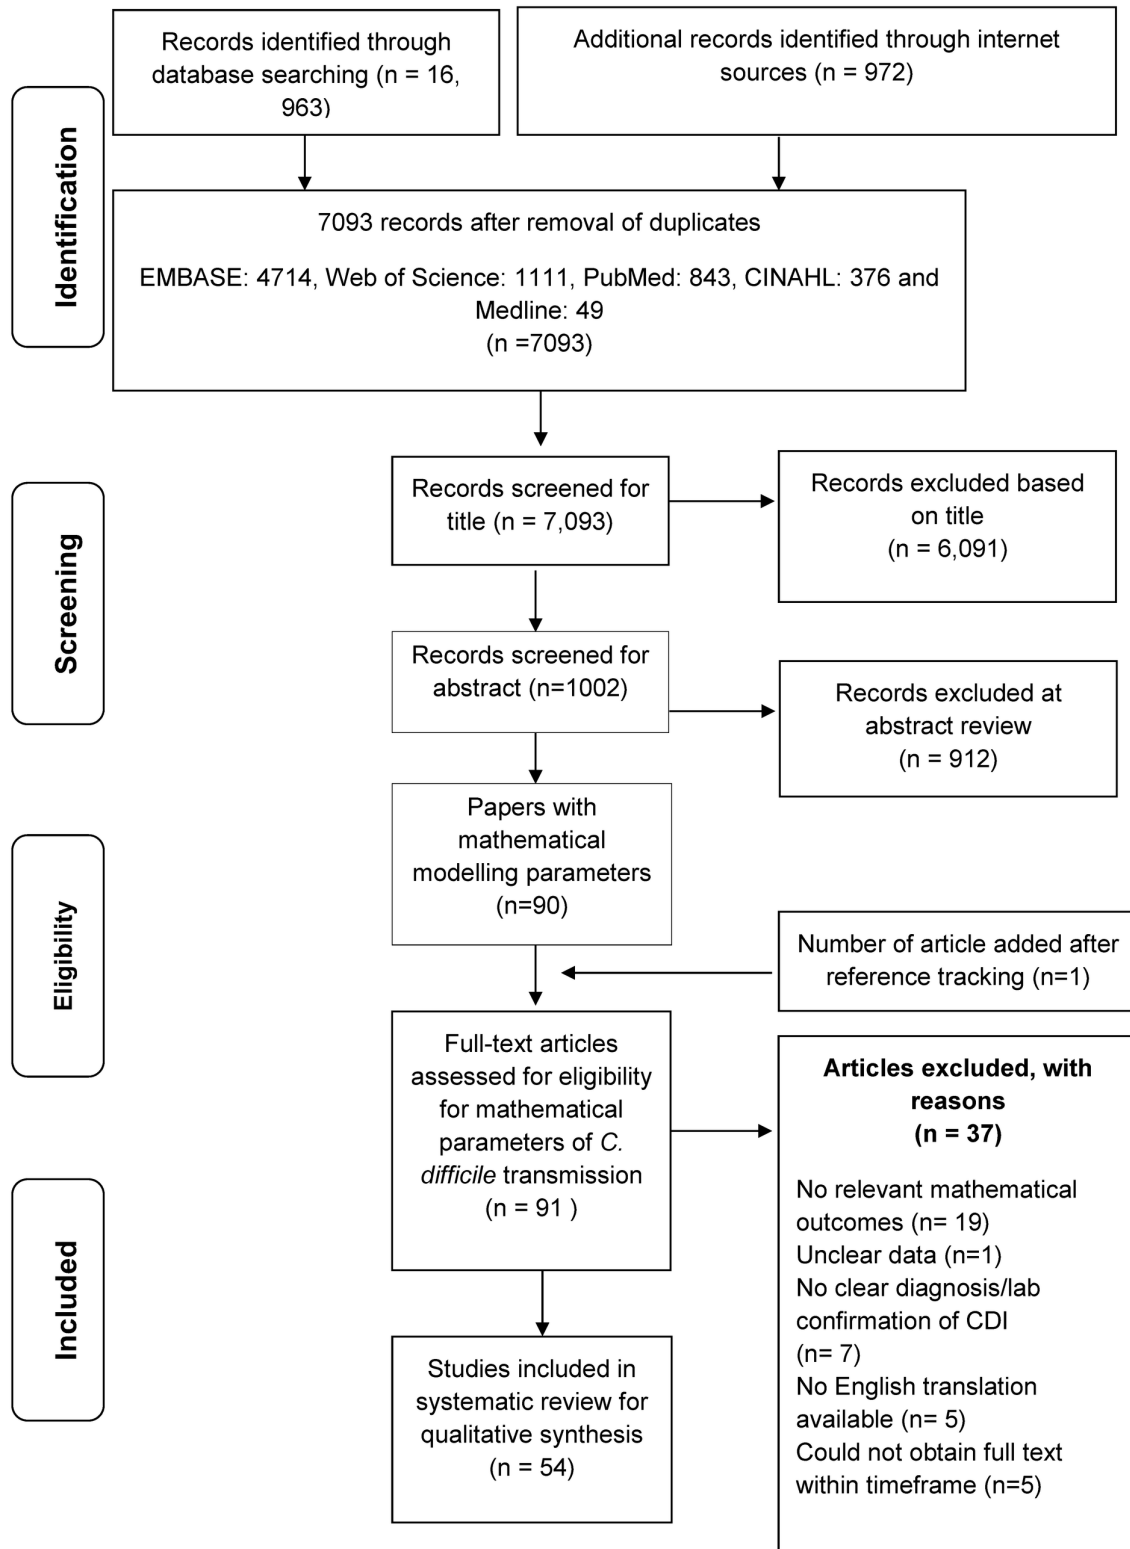 Records identified through
database searching (n = 16,
963)
Additional records identified through internet
sources (n = 972)
Identification
7093 records after removal of duplicates
EMBASE: 4714, Web of Science: 1111, PubMed: 843, CINAHL: 376 and
Medline: 49
(n =7093)
Screening
Records screened for
title (n = 7,093)
Records excluded based
on title
(n = 6,091)
Records screened for
abstract (n=1002)
Records excluded at
abstract review
(n = 912)
Eligibility
Papers with
mathematical
modelling parameters
(n=90)
Number of article added after
reference tracking (n=1)
Full-text articles
assessed for eligibility
for mathematical
parameters of C.
difficile transmission
(n = 91 )
Articles excluded, with
reasons
(n = 37)
No relevant mathematical
outcomes (n= 19)
Unclear data (n=1)
No clear diagnosis/lab
confirmation of CDI
(n= 7)
No English translation
available (n= 5)
Could not obtain full text
within timeframe (n=5)
Included
Studies included in
systematic review for
qualitative synthesis
(n = 54)